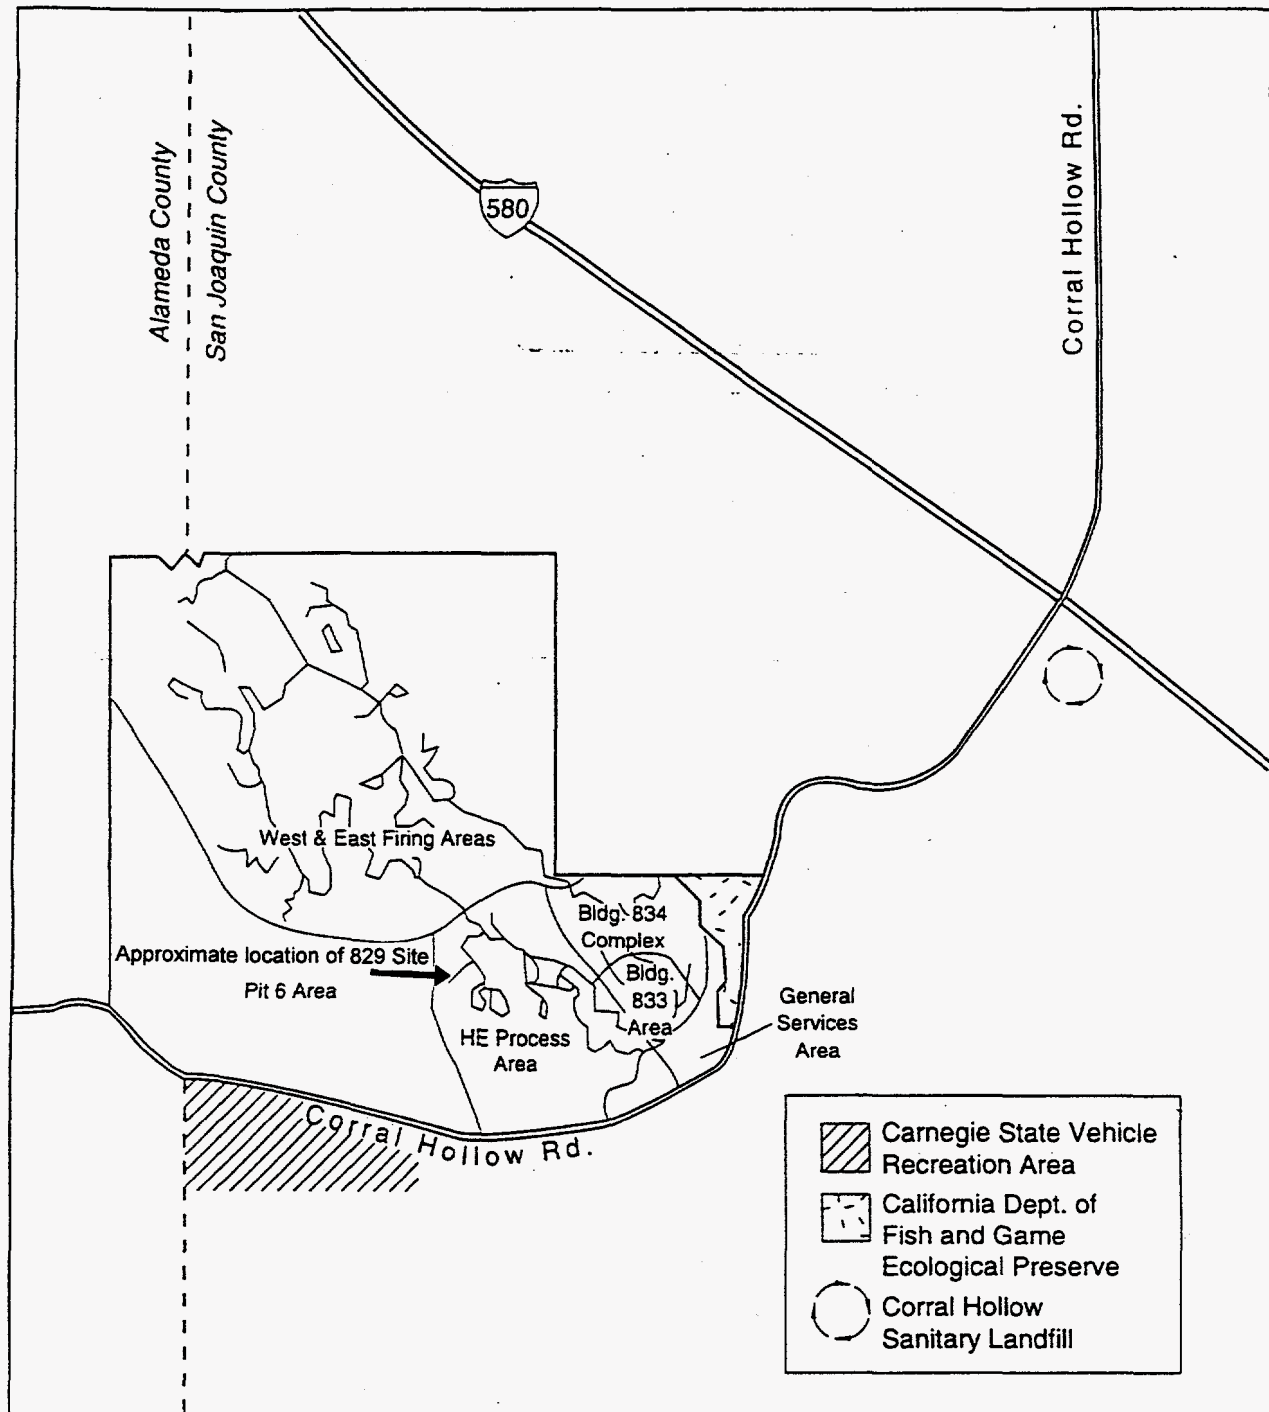 Alameda County
San Joaquin County
580
Corral Hollow Rd.
West & East Firing Areas
Bldg. 834
Complex
Bldg.
833
Area
Approximate location of 829 Site
Pit 6 Area
HE Process
Area
General
Services
Area
Corral Hollow Rd.
Carnegie State Vehicle
Recreation Area
California Dept. of
Fish and Game
Ecological Preserve
Corral Hollow
Sanitary Landfill